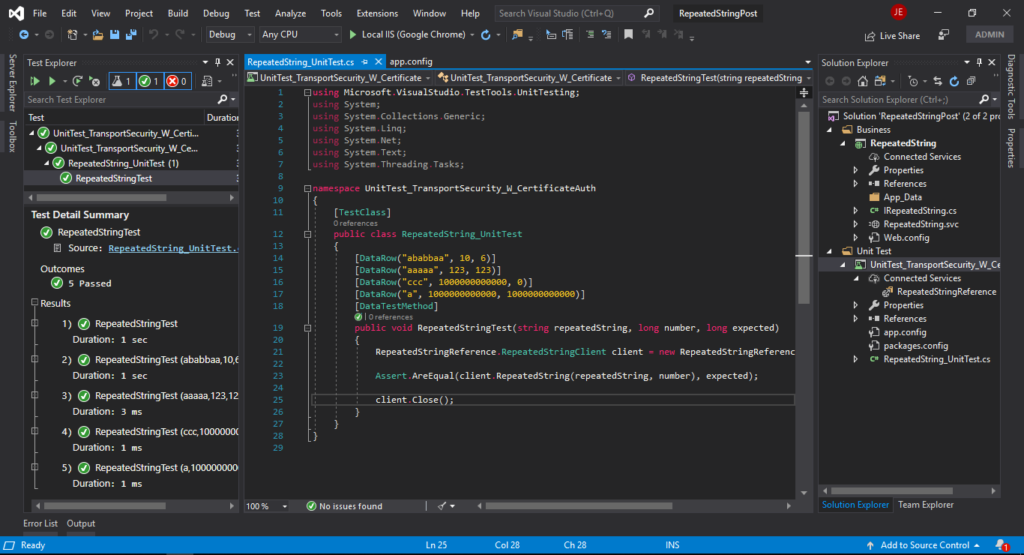 File Edit View Project Build Debug Test Analyze Tools Extensions Window Help Search Visual Studio (Ctrl+Q) RepeatedStringPost JE
Debug Any CPU Local IIS (Google Chrome) Live Share ADMIN
Server Explorer
Toolbox
Test Explorer
1 1 0
Search Test Explorer
Test Duration
UnitTest_TransportSecurity_W_Certi...
UnitTest_TransportSecurity_W_Ce...
RepeatedString_UnitTest (1)
RepeatedStringTest
Test Detail Summary
RepeatedStringTest
Source: RepeatedString_UnitTest.
Outcomes
5 Passed
Results
1) RepeatedStringTest
Duration: 1 sec
2) RepeatedStringTest (ababbaa,10,6
Duration: 1 sec
3) RepeatedStringTest (aaaaa,123,12
Duration: 3 ms
4) RepeatedStringTest (ccc,10000000
Duration: 1 ms
5) RepeatedStringTest (a,1000000000
Duration: 1 ms
Error List Output
RepeatedString_UnitTest.cs app.config
UnitTest_TransportSecurity_W_Certificate UnitTest_TransportSecurity_W_Certificate RepeatedStringTest(string repeatedString
1 using Microsoft.VisualStudio.TestTools.UnitTesting;
2 using System;
3 using System.Collections.Generic;
4 using System.Linq;
5 using System.Net;
6 using System.Text;
7 using System.Threading.Tasks;
8
9 namespace UnitTest_TransportSecurity_W_CertificateAuth
10 {
11 [TestClass]
0 references
12 public class RepeatedString_UnitTest
13 {
14 [DataRow("ababbaa", 10, 6)]
15 [DataRow("aaaaa", 123, 123)]
16 [DataRow("ccc", 1000000000000, 0)]
17 [DataRow("a", 1000000000000, 1000000000000)]
18 [DataTestMethod]
| 0 references
19 public void RepeatedStringTest(string repeatedString, long number, long expected)
20 {
21 RepeatedStringReference.RepeatedStringClient client = new RepeatedStringReferenc
22
23 Assert.AreEqual(client.RepeatedString(repeatedString, number), expected);
24
25 client.Close();
26 }
27 }
28 }
29
100 % No issues found
Solution Explorer
Search Solution Explorer (Ctrl+;)
Solution 'RepeatedStringPost' (2 of 2 pro
Business
RepeatedString
Connected Services
Properties
References
App_Data
IRepeatedString.cs
RepeatedString.svc
Web.config
Unit Test
UnitTest_TransportSecurity_W_Ce
Connected Services
RepeatedStringReference
Properties
References
app.config
packages.config
RepeatedString_UnitTest.cs
Solution Explorer Team Explorer
Diagnostic Tools
Properties
Ready Ln 25 Col 28 Ch 28 INS Add to Source Control 1